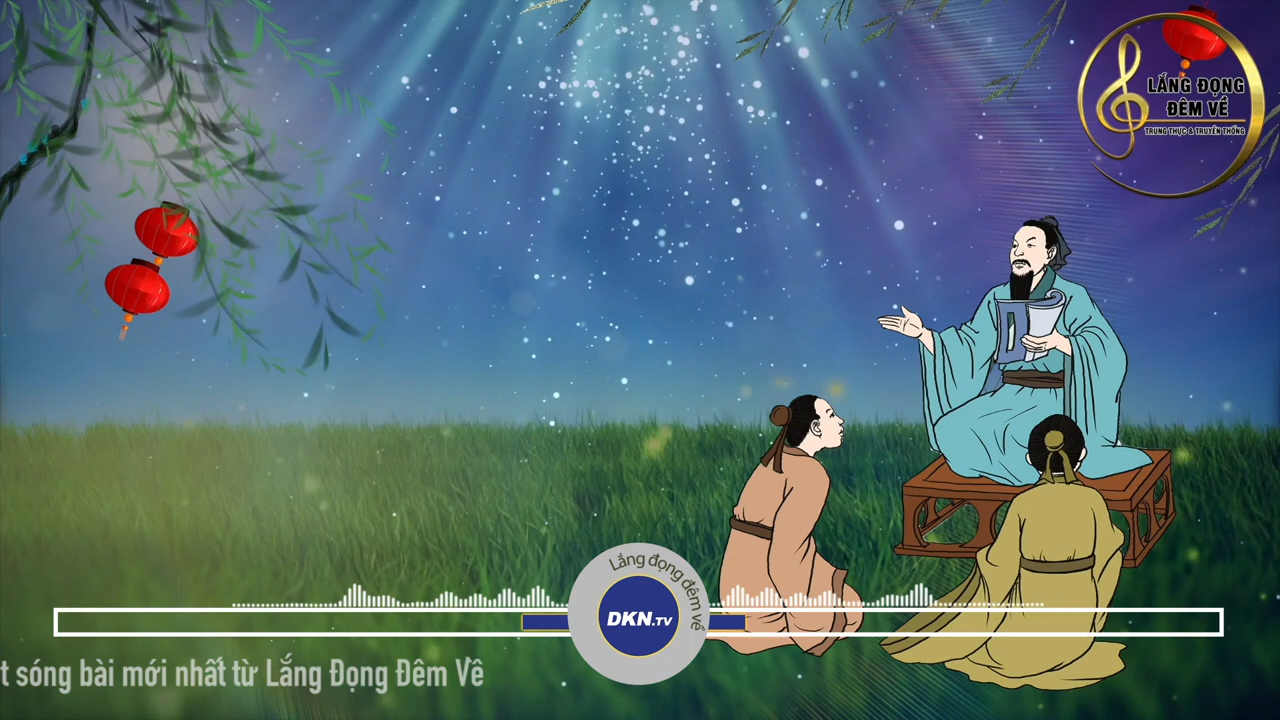 LẮNG ĐỌNG
ĐÊM VỀ
TRUNG THỰC & TRUYỀN THỐNG
Lắng đọng đêm về
DKN.TV
t sóng bài mới nhất từ Lắng Đọng Đêm Về